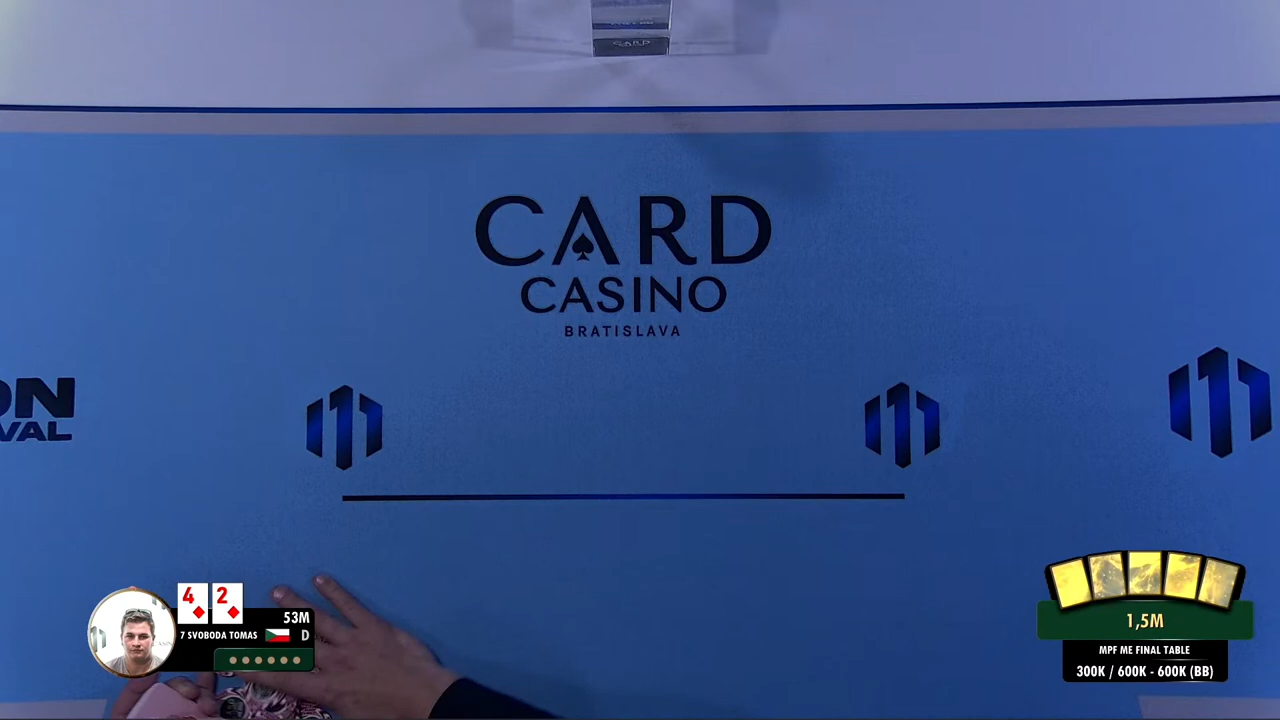 CARD
CARD
CASINO
BRATISLAVA
ON
VAL
4 2
53M
7 SVOBODA TOMAS D
1,5M
MPF ME FINAL TABLE
300K / 600K - 600K (BB)